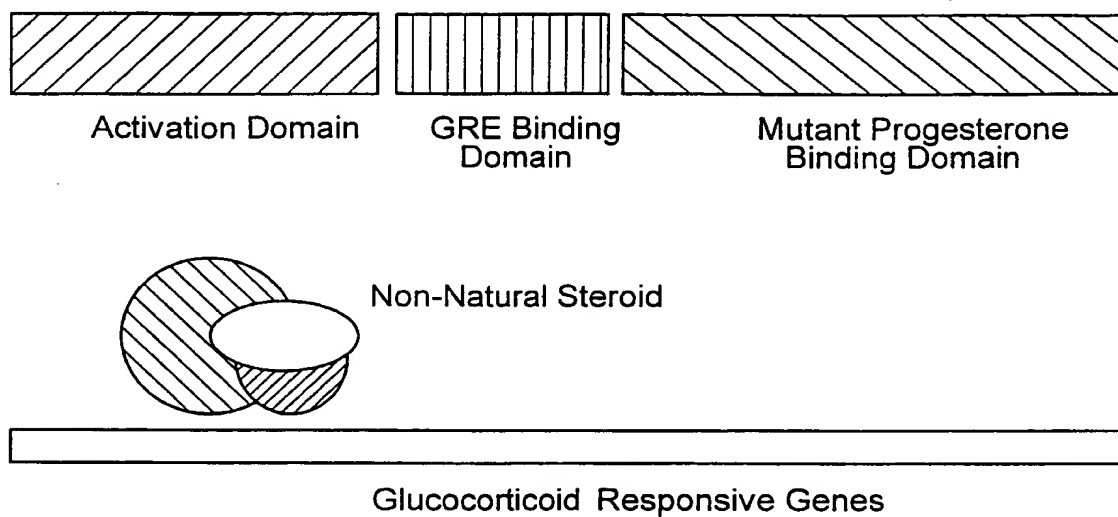 Activation Domain
GRE Binding
Domain
Mutant Progesterone
Binding Domain
Non-Natural Steroid
Glucocorticoid Responsive Genes